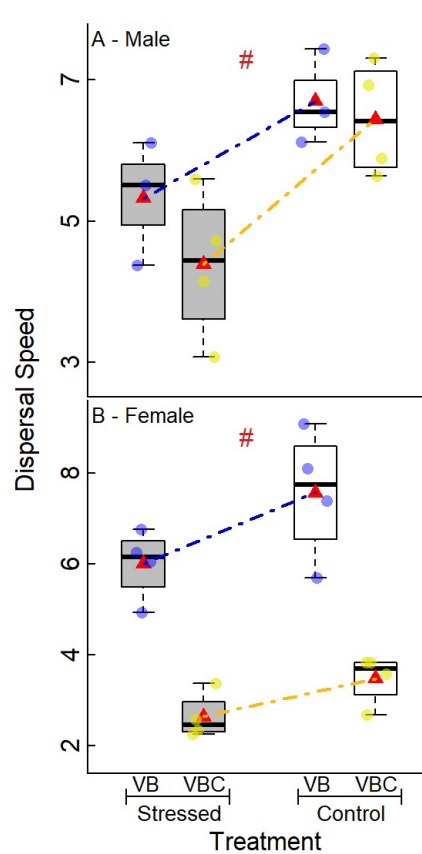 A - Male
#
7
5
3
B - Female
#
8
6
4
2
Dispersal Speed
VB VBC VB VBC
Stressed Control
Treatment